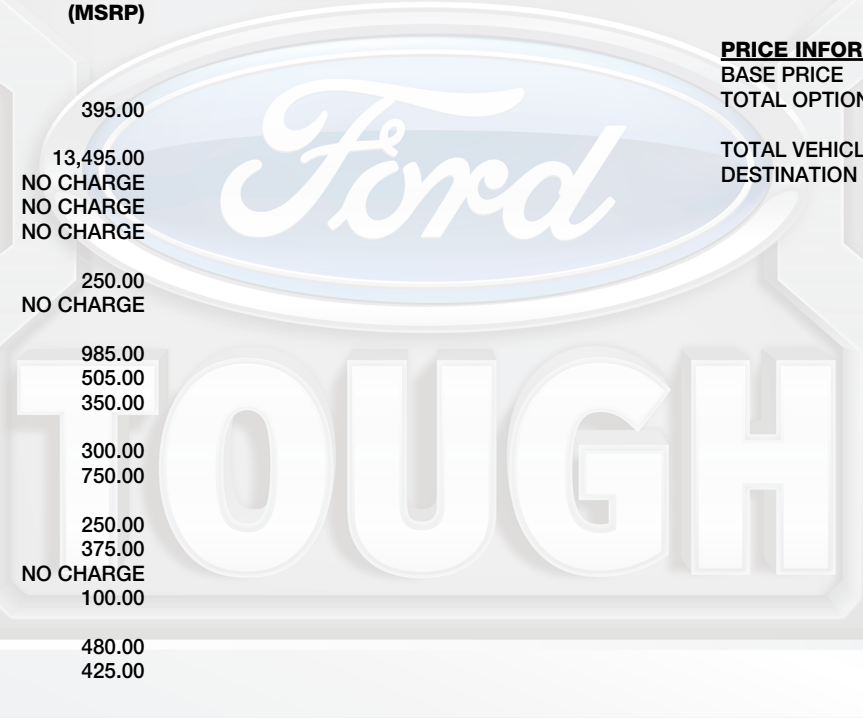 (MSRP)
395.00
13,495.00
NO CHARGE
NO CHARGE
NO CHARGE
250.00
NO CHARGE
985.00
505.00
350.00
300.00
750.00
250.00
375.00
NO CHARGE
100.00
480.00
425.00
PRICE INFOR
BASE PRICE
TOTAL OPTION
TOTAL VEHICL
DESTINATION
Ford
TOUGH